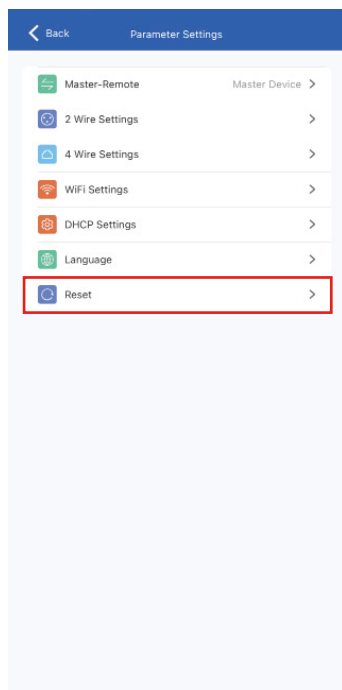 Back Parameter Settings
Master-Remote Master Device
2 Wire Settings
4 Wire Settings
WiFi Settings
DHCP Settings
Language
Reset